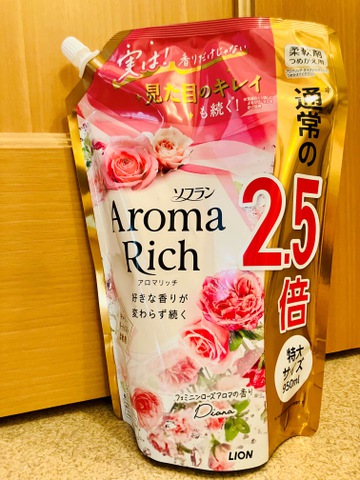 実は!香りだけじゃない
見た目のキレイ
も続く!
柔軟剤
つめかえ用
通常の
2.5倍
ソフラン
Aroma
Rich
アロマリッチ
好きな香りが
変わらず続く
特大
サイズ
950ml
フェミニンローズアロマの香り
Diana
LION